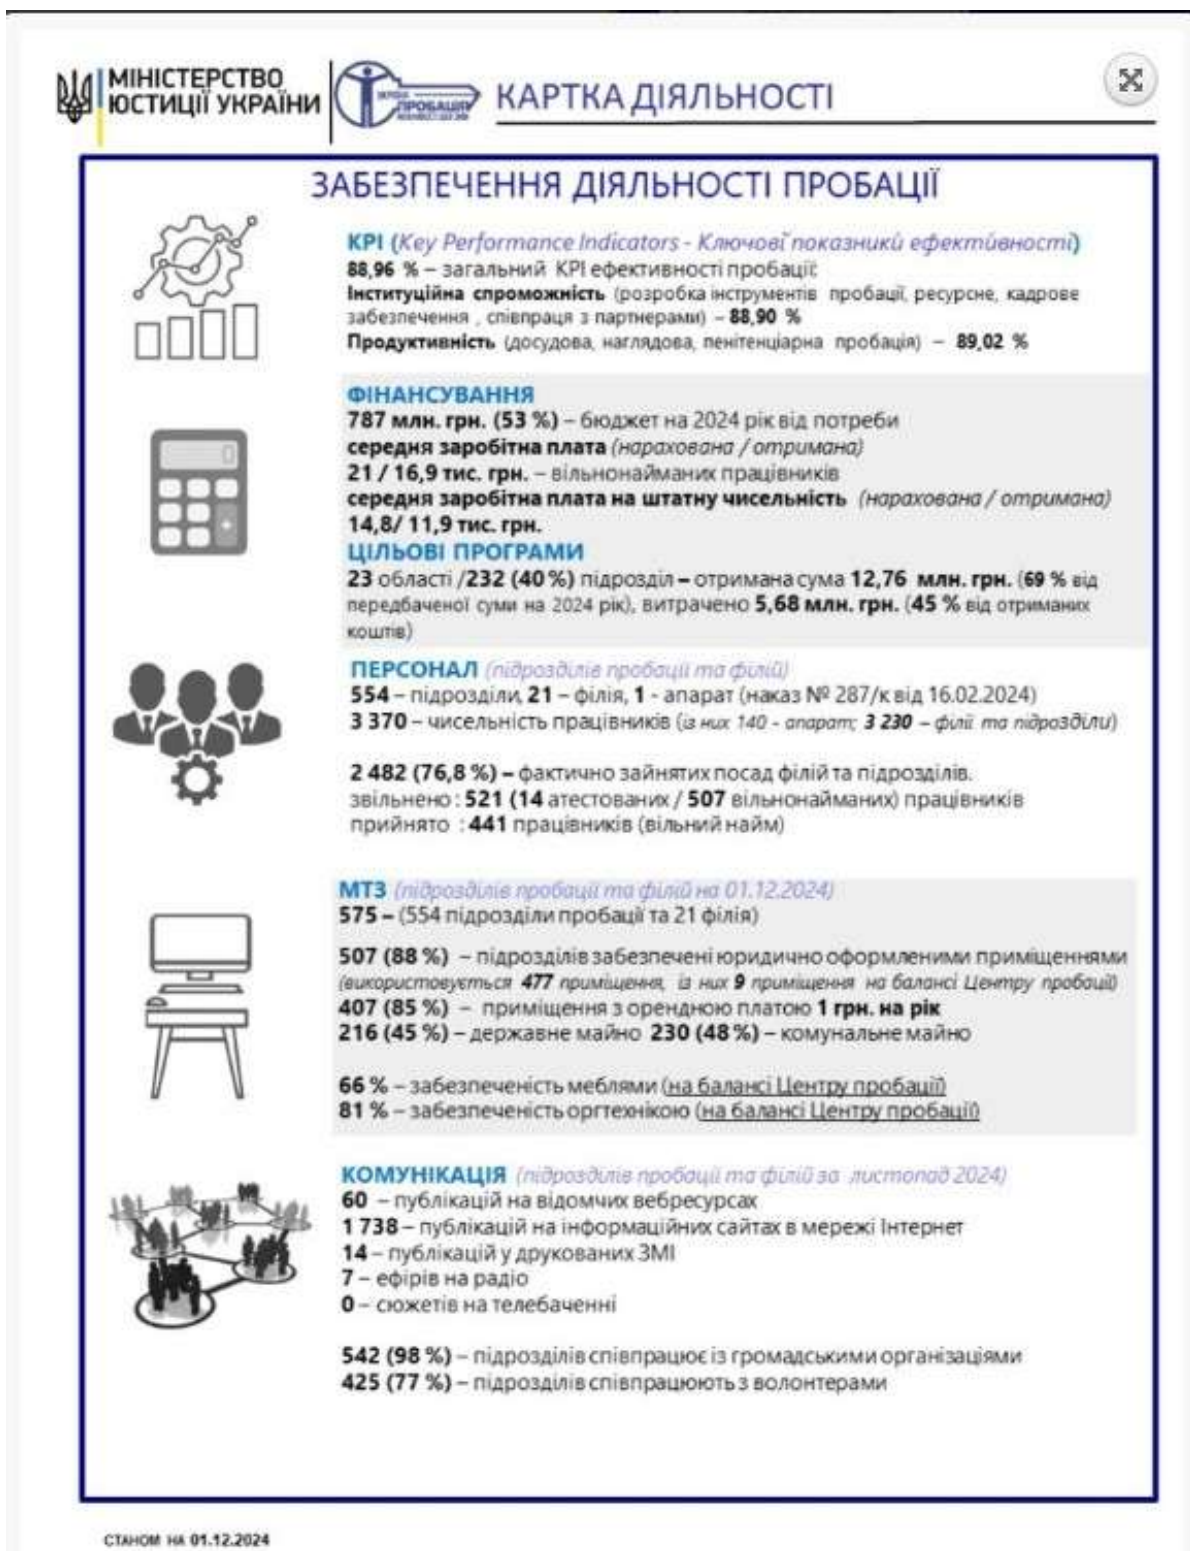 МІНІСТЕРСТВО
ЮСТИЦІЇ УКРАЇНИ
ПРОБАЦІЯ
КАРТКА ДІЯЛЬНОСТІ
ЗАБЕЗПЕЧЕННЯ ДІЯЛЬНОСТІ ПРОБАЦІЇ
KPI (Key Performance Indicators - Ключові показники ефективності)
88,96 % – загальний KPI ефективності пробації:
Інституційна спроможність (розробка інструментів пробації, ресурсне, кадрове
забезпечення , співпраця з партнерами) – 88,90 %
Продуктивність (досудова, наглядова, пенітенціарна пробація) – 89,02 %
ФІНАНСУВАННЯ
787 млн. грн. (53 %) – бюджет на 2024 рік від потреби
середня заробітна плата (нарахована / отримана)
21 / 16,9 тис. грн. – вільнонайманих працівників
середня заробітна плата на штатну чисельність (нарахована / отримана)
14,8/ 11,9 тис. грн.
ЦІЛЬОВІ ПРОГРАМИ
23 області /232 (40 %) підрозділ – отримана сума 12,76 млн. грн. (69 % від
передбаченої суми на 2024 рік), витрачено 5,68 млн. грн. (45 % від отриманих
коштів)
ПЕРСОНАЛ (підрозділів пробації та філій)
554 – підрозділи, 21 – філія, 1 - апарат (наказ № 287/к від 16.02.2024)
3 370 – чисельність працівників (із них 140 - апарат; 3 230 – філії та підрозділи)
2 482 (76,8 %) – фактично зайнятих посад філій та підрозділів.
звільнено : 521 (14 атестованих / 507 вільнонайманих) працівників
прийнято : 441 працівників (вільний найм)
МТЗ (підрозділів пробації та філій на 01.12.2024)
575 – (554 підрозділи пробації та 21 філія)
507 (88 %) – підрозділів забезпечені юридично оформленими приміщеннями
(використовується 477 приміщення, із них 9 приміщення на балансі Центру пробації)
407 (85 %) – приміщення з орендною платою 1 грн. на рік
216 (45 %) – державне майно 230 (48 %) – комунальне майно
66 % – забезпеченість меблями (на балансі Центру пробації)
81 % – забезпеченість оргтехнікою (на балансі Центру пробації)
КОМУНІКАЦІЯ (підрозділів пробації та філій за листопад 2024)
60 – публікацій на відомчих вебресурсах
1 738 – публікацій на інформаційних сайтах в мережі Інтернет
14 – публікацій у друкованих ЗМІ
7 – ефірів на радіо
0 – сюжетів на телебаченні
542 (98 %) – підрозділів співпрацює із громадськими організаціями
425 (77 %) – підрозділів співпрацюють з волонтерами
СТАНОМ НА 01.12.2024